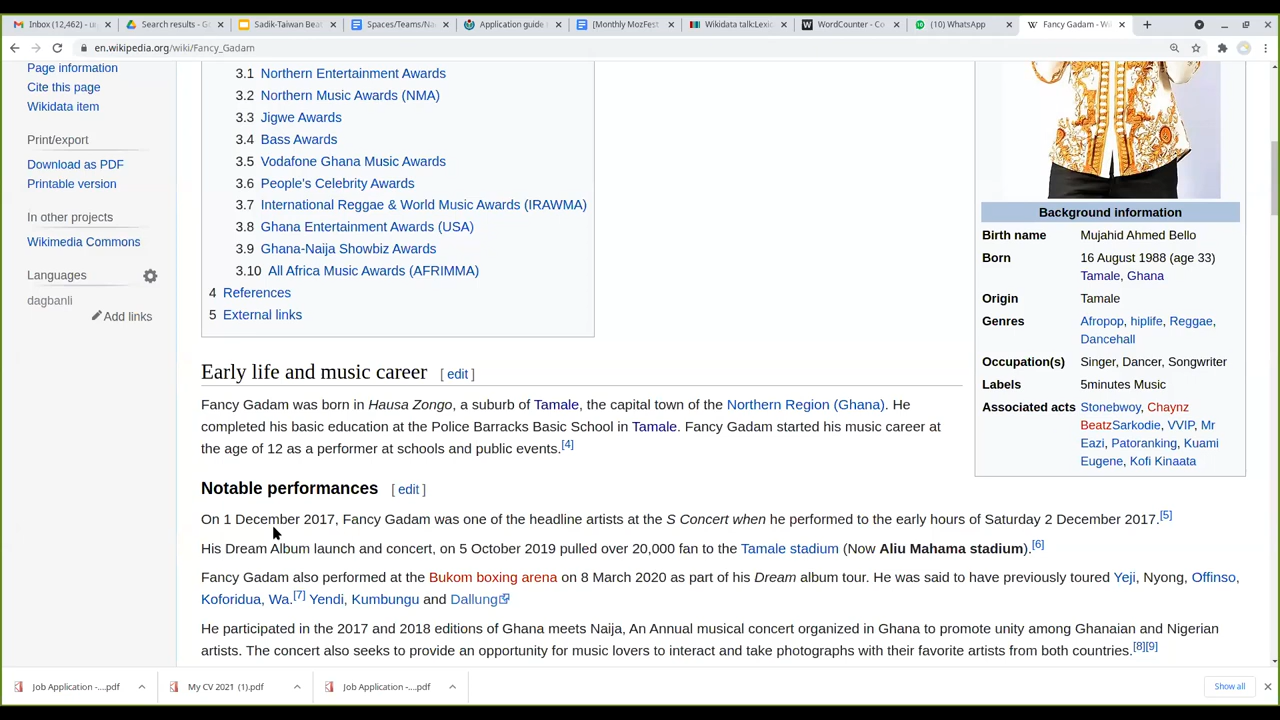 Inbox (12,462) - u
Search results - G
Sadik-Taiwan Bea
Spaces/Teams/Na
Application guide
[Monthly MozFest
Wikidata talk:Lexic
WordCounter - Co
(10) WhatsApp
Fancy Gadam - Wi
en.wikipedia.org/wiki/Fancy_Gadam
Page information
Cite this page
Wikidata item
Print/export
Download as PDF
Printable version
In other projects
Wikimedia Commons
Languages
dagbanli
Add links
3.1 Northern Entertainment Awards
3.2 Northern Music Awards (NMA)
3.3 Jigwe Awards
3.4 Bass Awards
3.5 Vodafone Ghana Music Awards
3.6 People's Celebrity Awards
3.7 International Reggae & World Music Awards (IRAWMA)
3.8 Ghana Entertainment Awards (USA)
3.9 Ghana-Naija Showbiz Awards
3.10 All Africa Music Awards (AFRIMMA)
4 References
5 External links
Background information
Birth name Mujahid Ahmed Bello
Born 16 August 1988 (age 33)
Tamale, Ghana
Origin Tamale
Genres Afropop, hiplife, Reggae,
Dancehall
Occupation(s) Singer, Dancer, Songwriter
Labels 5minutes Music
Associated acts Stonebwoy, Chaynz
BeatzSarkodie, VVIP, Mr
Eazi, Patoranking, Kuami
Eugene, Kofi Kinaata
Early life and music career [ edit ]
Fancy Gadam was born in Hausa Zongo, a suburb of Tamale, the capital town of the Northern Region (Ghana). He
completed his basic education at the Police Barracks Basic School in Tamale. Fancy Gadam started his music career at
the age of 12 as a performer at schools and public events.[4]
Notable performances [ edit ]
On 1 December 2017, Fancy Gadam was one of the headline artists at the S Concert when he performed to the early hours of Saturday 2 December 2017.[5]
His Dream Album launch and concert, on 5 October 2019 pulled over 20,000 fan to the Tamale stadium (Now Aliu Mahama stadium).[6]
Fancy Gadam also performed at the Bukom boxing arena on 8 March 2020 as part of his Dream album tour. He was said to have previously toured Yeji, Nyong, Offinso,
Koforidua, Wa.[7] Yendi, Kumbungu and Dallung
He participated in the 2017 and 2018 editions of Ghana meets Naija, An Annual musical concert organized in Ghana to promote unity among Ghanaian and Nigerian
artists. The concert also seeks to provide an opportunity for music lovers to interact and take photographs with their favorite artists from both countries.[8][9]
Job Application -....pdf
My CV 2021 (1).pdf
Job Application -....pdf
Show all